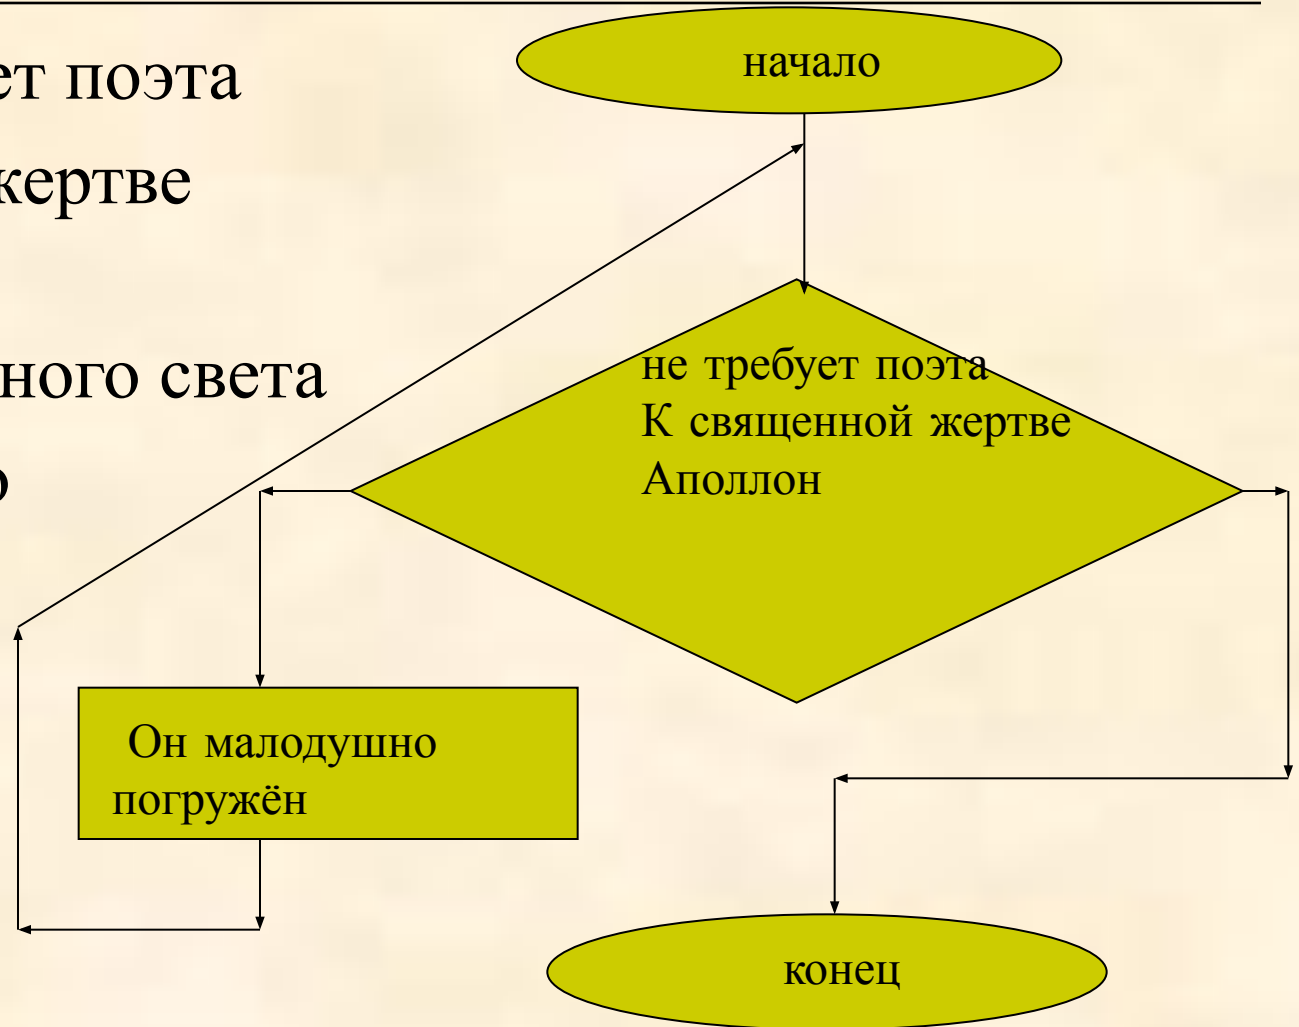 ет поэта
жертве
ного света
начало
не требует поэта
К священной жертве
Аполлон
Он малодушно
погружён
конец